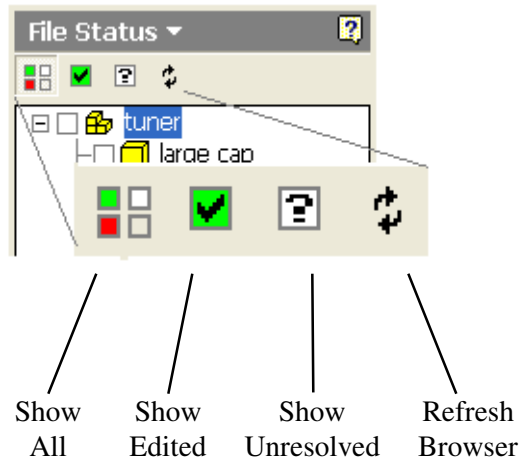 File Status
tuner
large cap
Show All
Show Edited
Show Unresolved
Refresh Browser